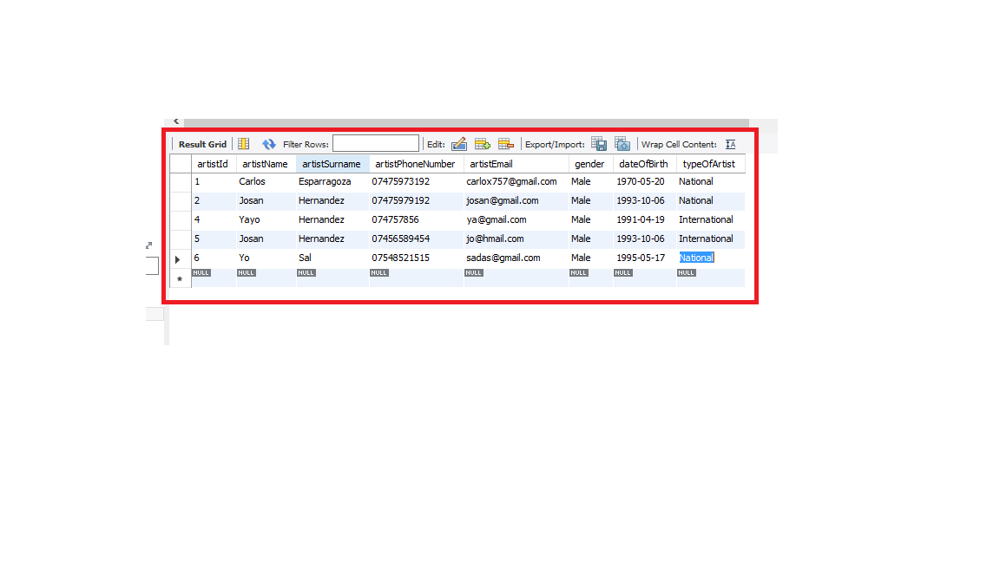 Result Grid Filter Rows: Edit: Export/Import: Wrap Cell Content:
artistId artistName artistSurname artistPhoneNumber artistEmail gender dateOfBirth typeOfArtist
1 Carlos Esparragoza 07475973192 carlox757@gmail.com Male 1970-05-20 National
2 Josan Hernandez 07475979192 josan@gmail.com Male 1993-10-06 National
4 Yayo Hernandez 074757856 ya@gmail.com Male 1991-04-19 International
5 Josan Hernandez 07456589454 jo@hmail.com Male 1993-10-06 International
6 Yo Sal 07548521515 sadas@gmail.com Male 1995-05-17 National
NULL NULL NULL NULL NULL NULL NULL NULL